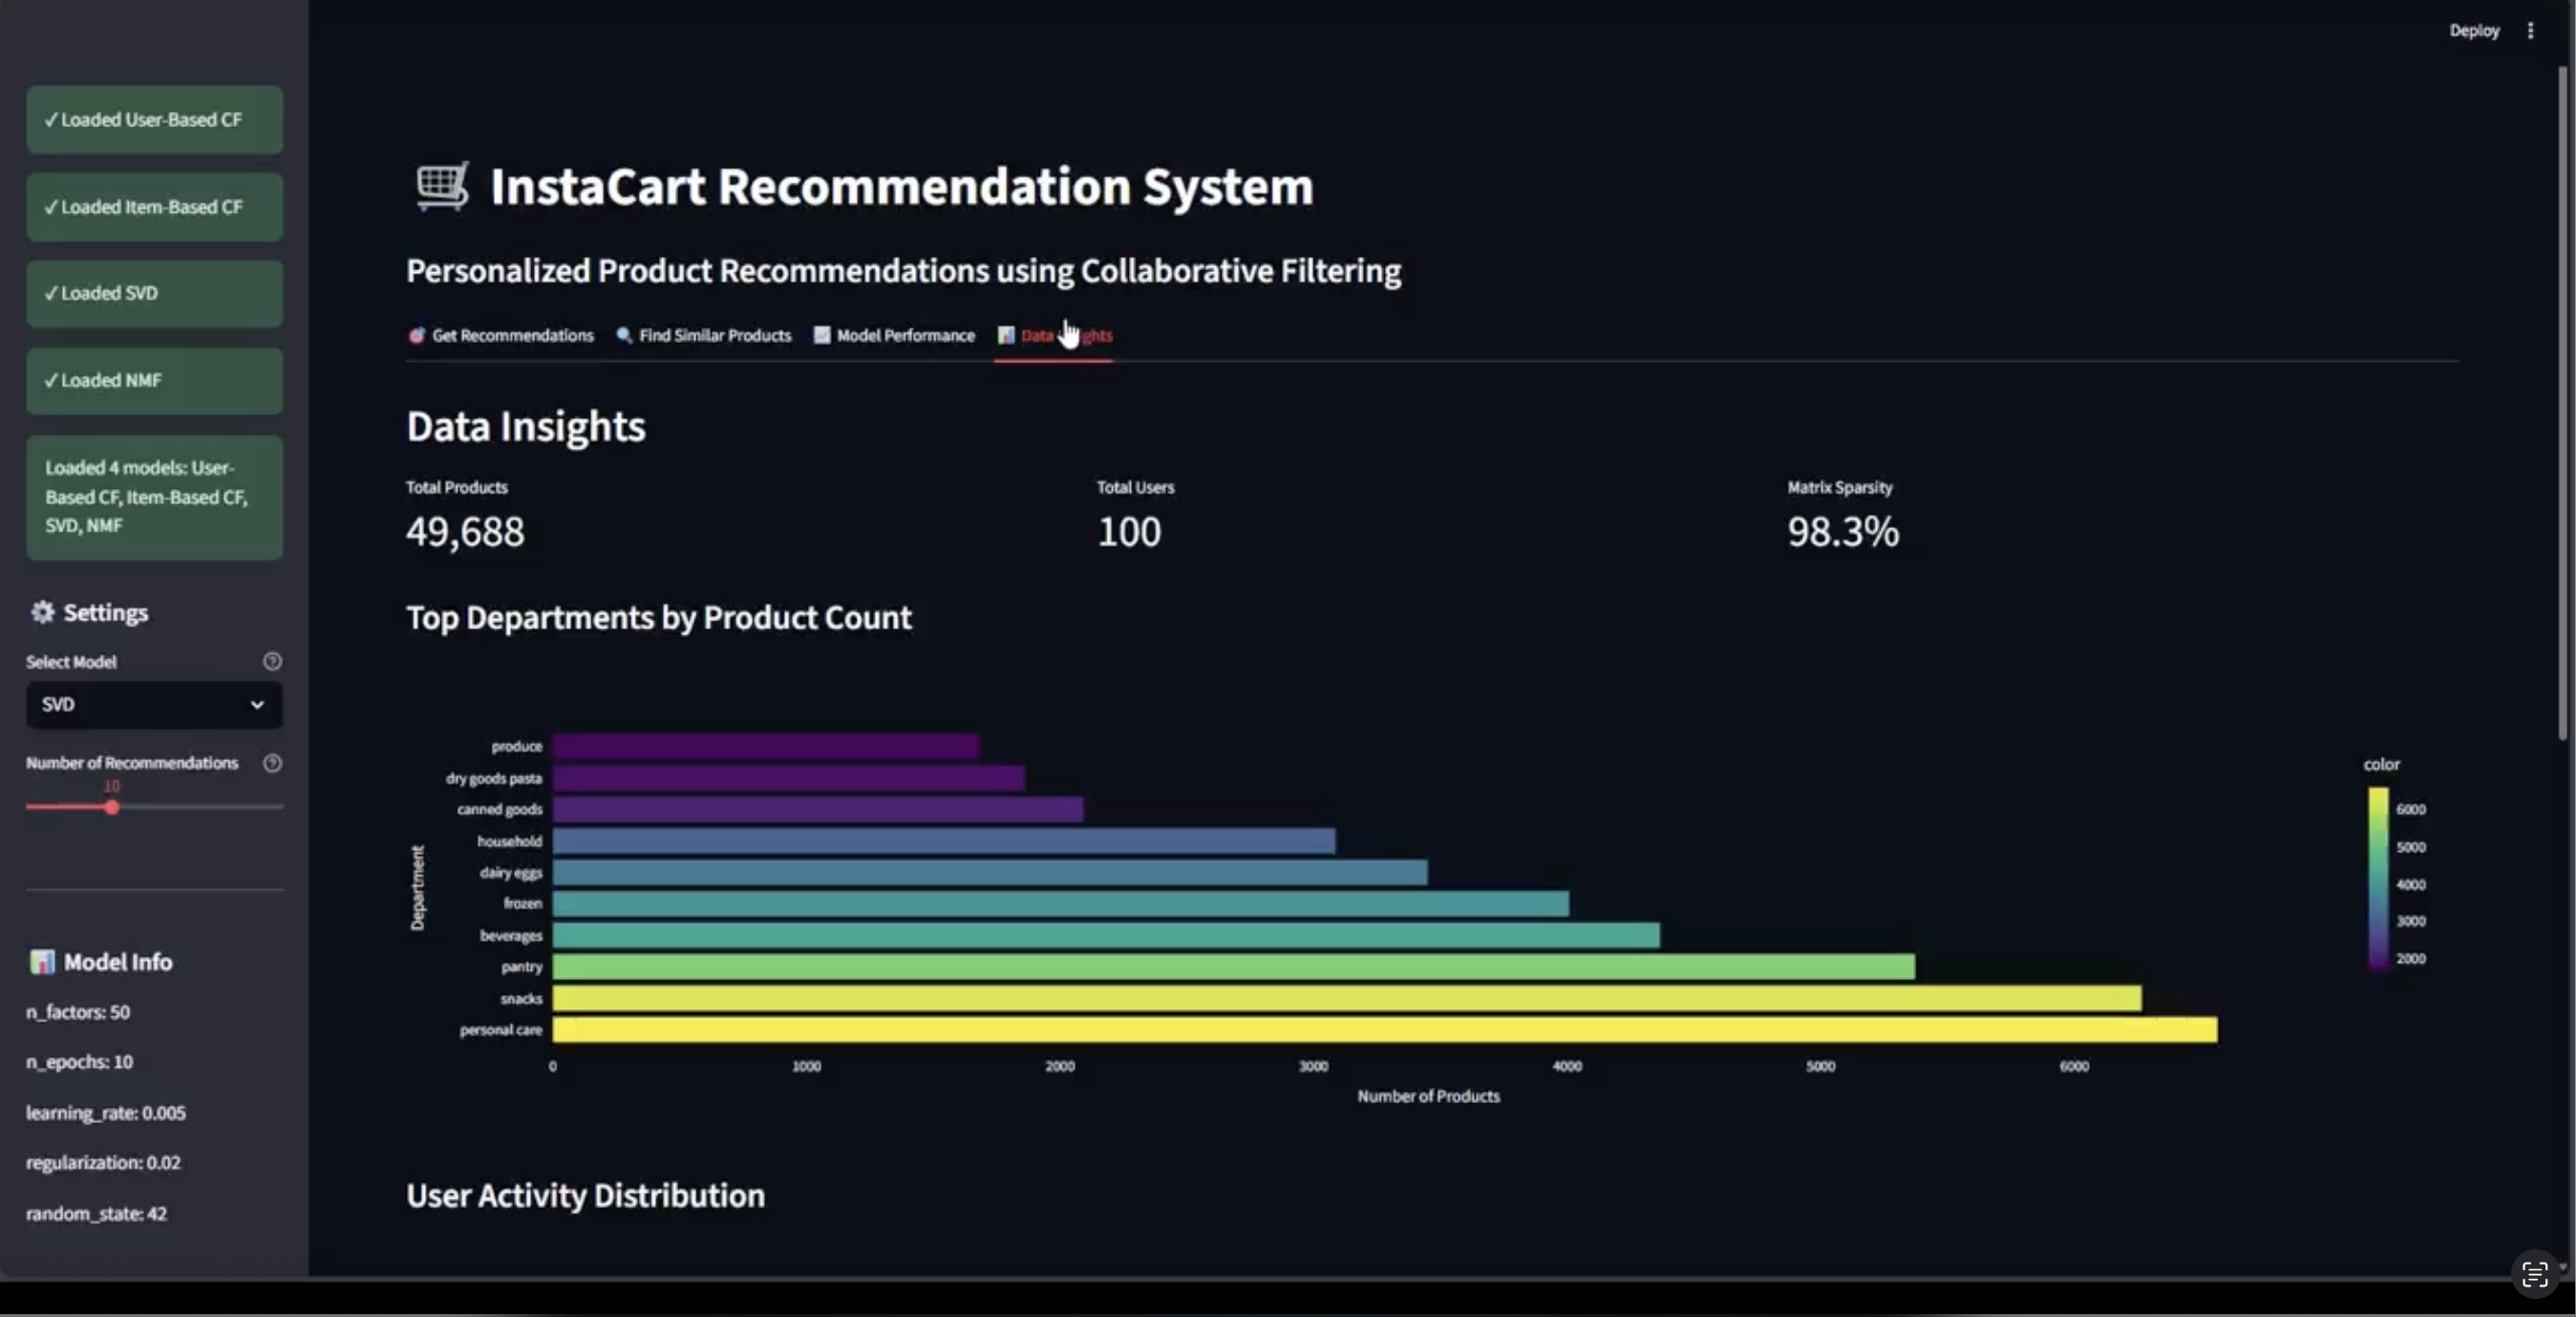 Deploy
✓ Loaded User-Based CF
✓ Loaded Item-Based CF
✓ Loaded SVD
✓ Loaded NMF
Loaded 4 models: User-
Based CF, Item-Based CF,
SVD, NMF
Settings
Select Model
SVD
Number of Recommendations
10
Model Info
n_factors: 50
n_epochs: 10
learning_rate: 0.005
regularization: 0.02
random_state: 42
InstaCart Recommendation System
Personalized Product Recommendations using Collaborative Filtering
Get Recommendations Find Similar Products Model Performance Data ghts
Data Insights
Total Products Total Users Matrix Sparsity
49,688 100 98.3%
Top Departments by Product Count
Department
produce
dry goods pasta
canned goods
household
dairy eggs
frozen
beverages
pantry
snacks
personal care
0 1000 2000 3000 4000 5000 6000
Number of Products
color
6000
5000
4000
3000
2000
User Activity Distribution